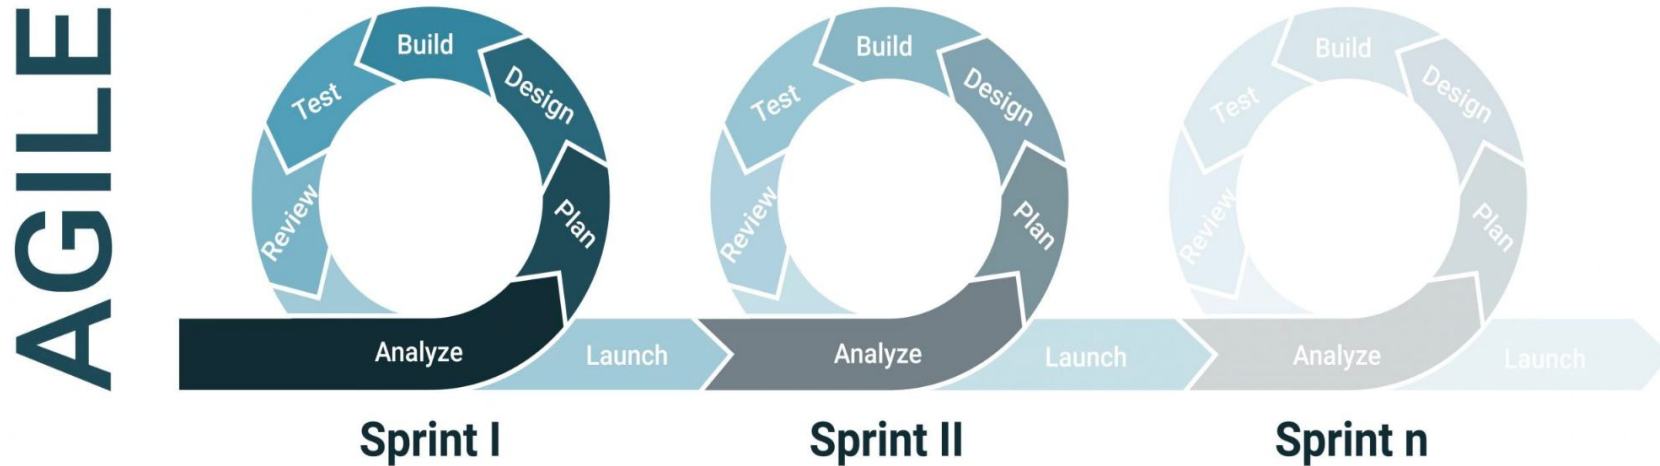 AGILE
Build
Design
Test
Review
Plan
Analyze
Launch
Sprint I
Build
Design
Test
Review
Plan
Analyze
Launch
Sprint II
Build
Design
Test
Review
Plan
Analyze
Launch
Sprint n